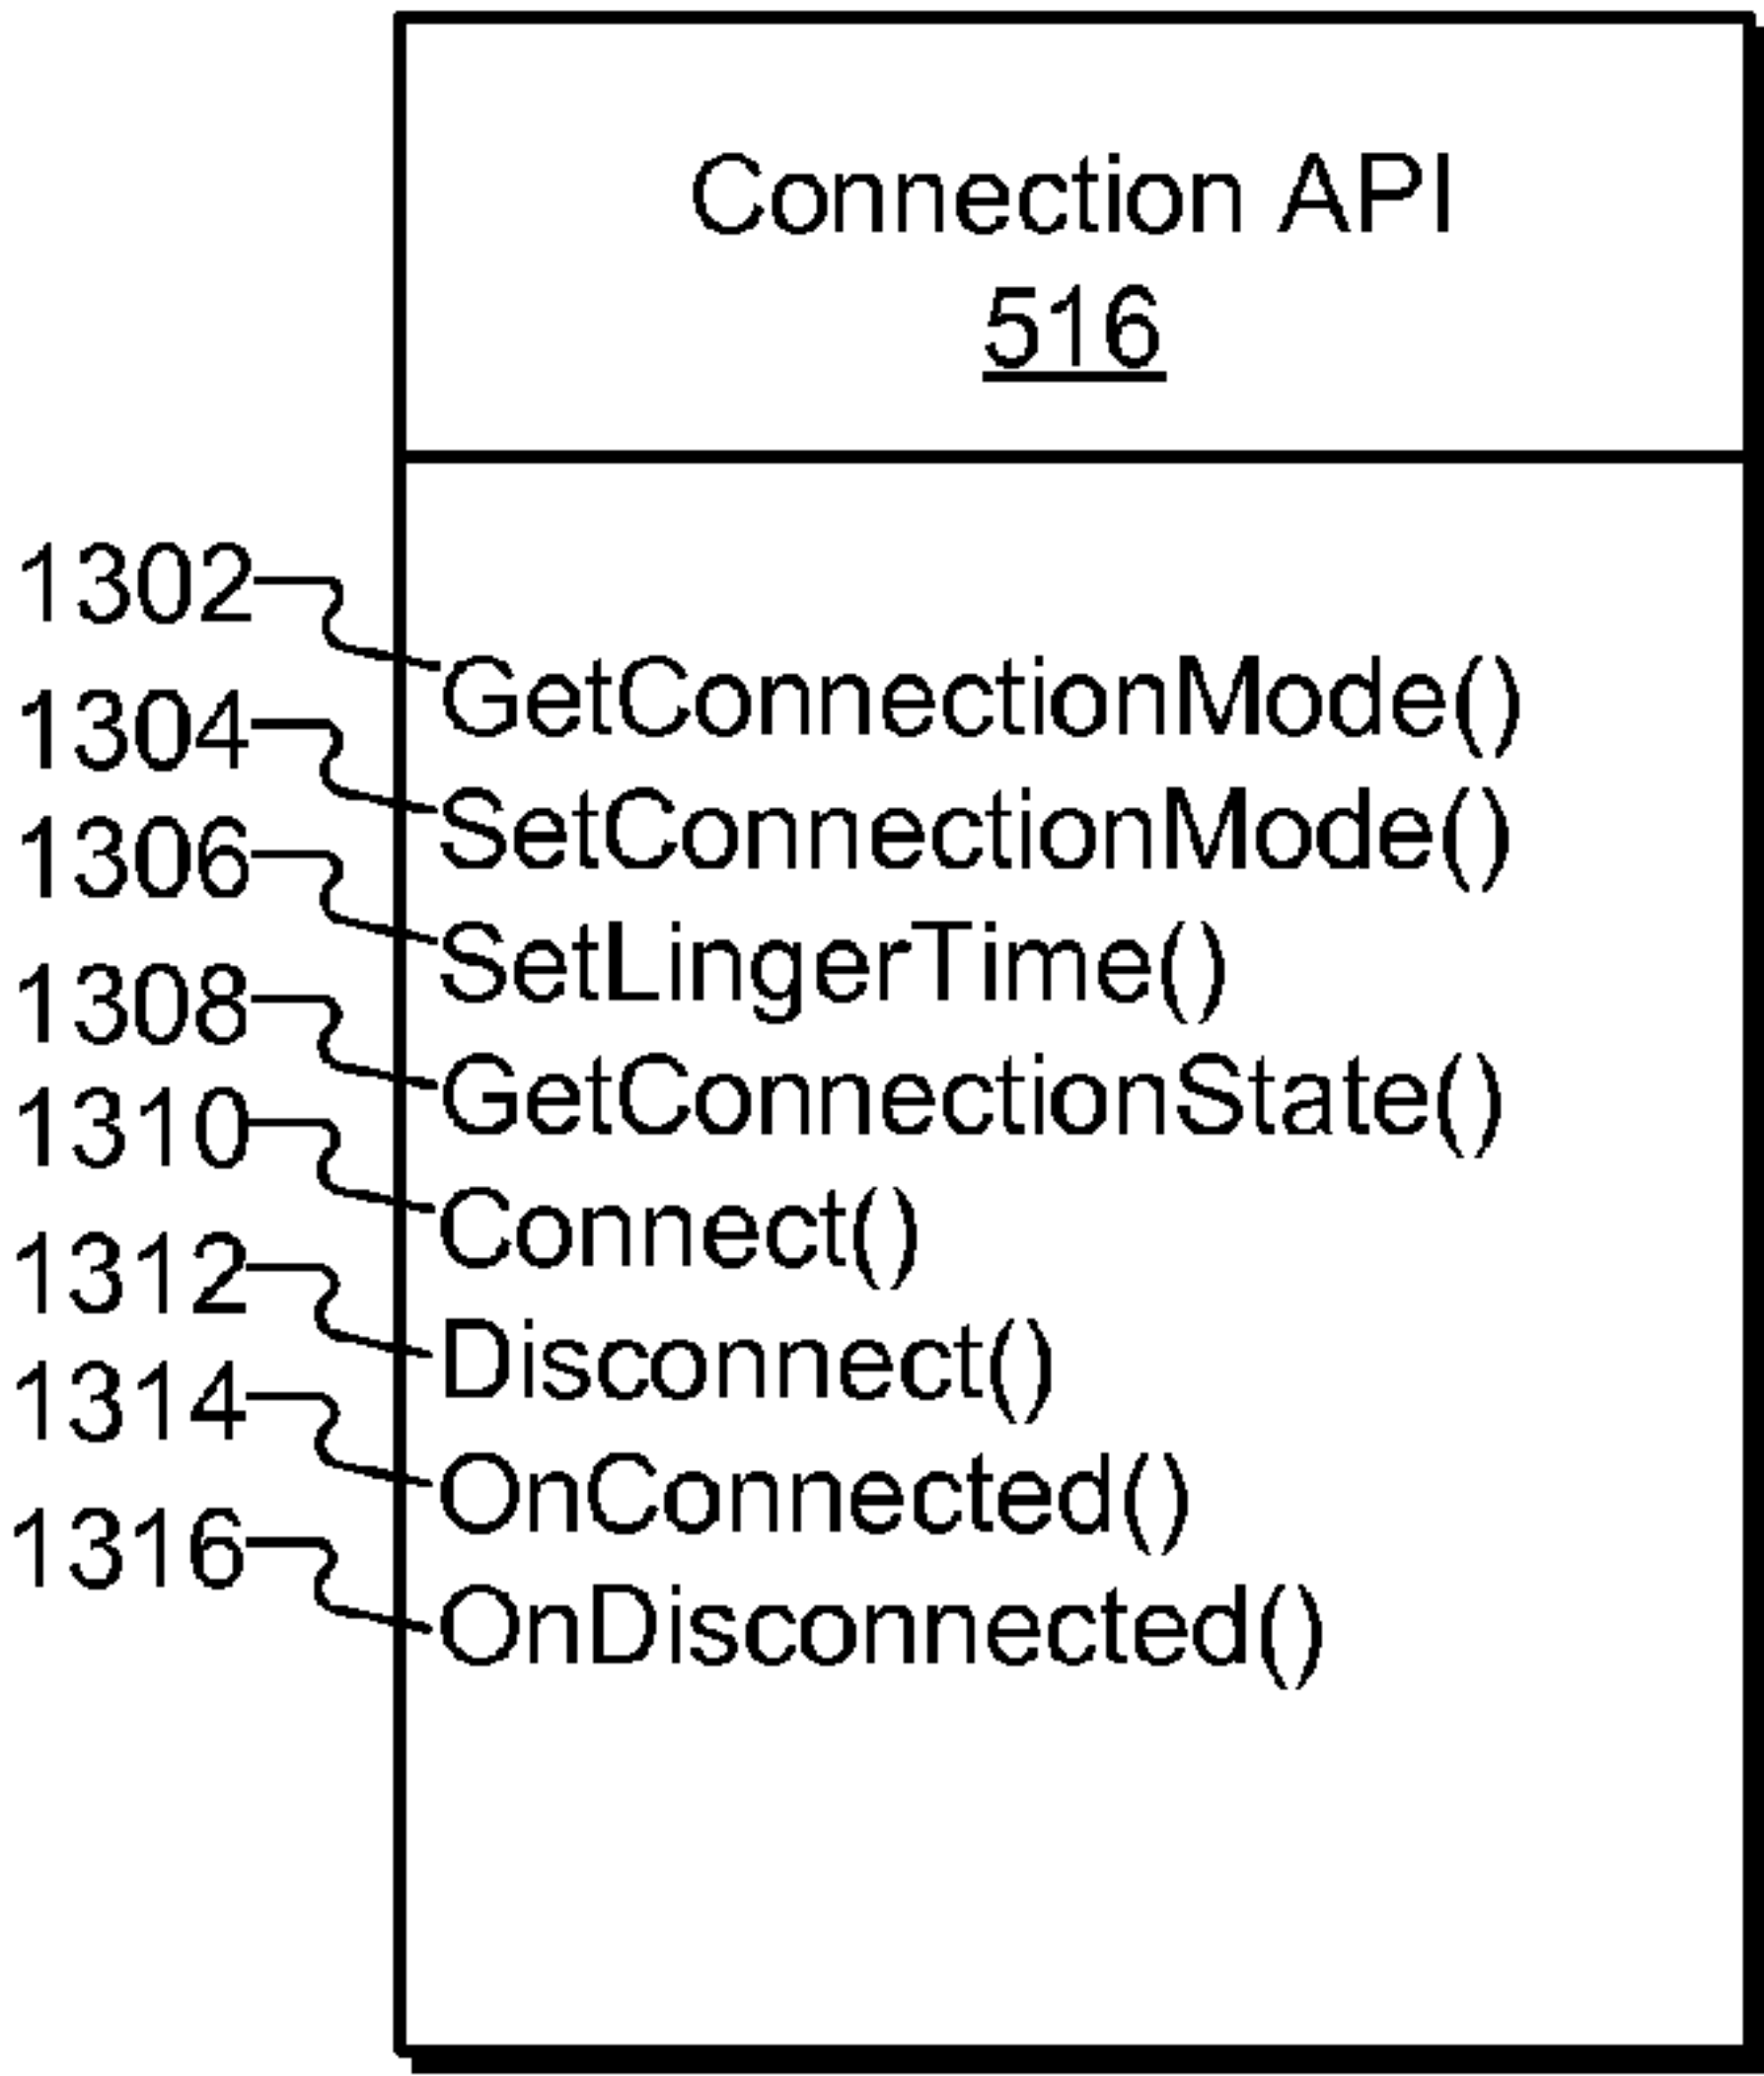 Connection API
516
1302
GetConnectionMode()
1304
SetConnectionMode()
1306
SetLingerTime()
1308
GetConnectionState()
1310
Connect()
1312
Disconnect()
1314
OnConnected()
1316
OnDisconnected()